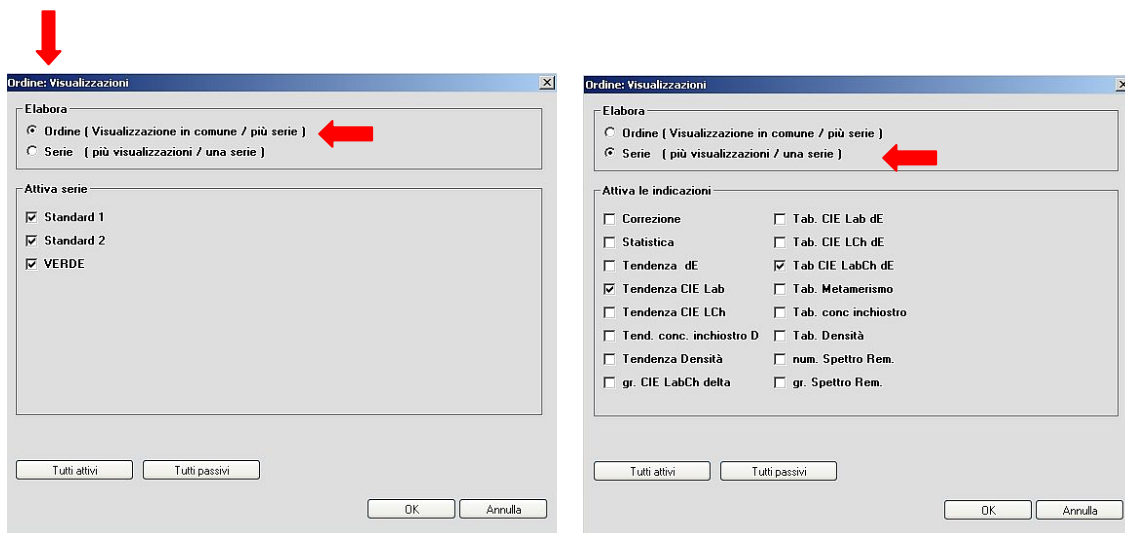 Ordine: Visualizzazioni
Elabora
Ordine ( Visualizzazione in comune / più serie )
Serie ( più visualizzazioni / una serie )
Attiva serie
Standard 1
Standard 2
VERDE
Tutti attivi Tutti passivi
OK Annulla
Ordine: Visualizzazioni
Elabora
Ordine ( Visualizzazione in comune / più serie )
Serie ( più visualizzazioni / una serie )
Attiva le indicazioni
Correzione Tab. CIE Lab dE
Statistica Tab. CIE LCh dE
Tendenza dE Tab CIE LabCh dE
Tendenza CIE Lab Tab. Metamerismo
Tendenza CIE LCh Tab. conc inchiostro
Tend. conc. inchiostro D Tab. Densità
Tendenza Densità num. Spettro Rem.
gr. CIE LabCh delta gr. Spettro Rem.
Tutti attivi Tutti passivi
OK Annulla